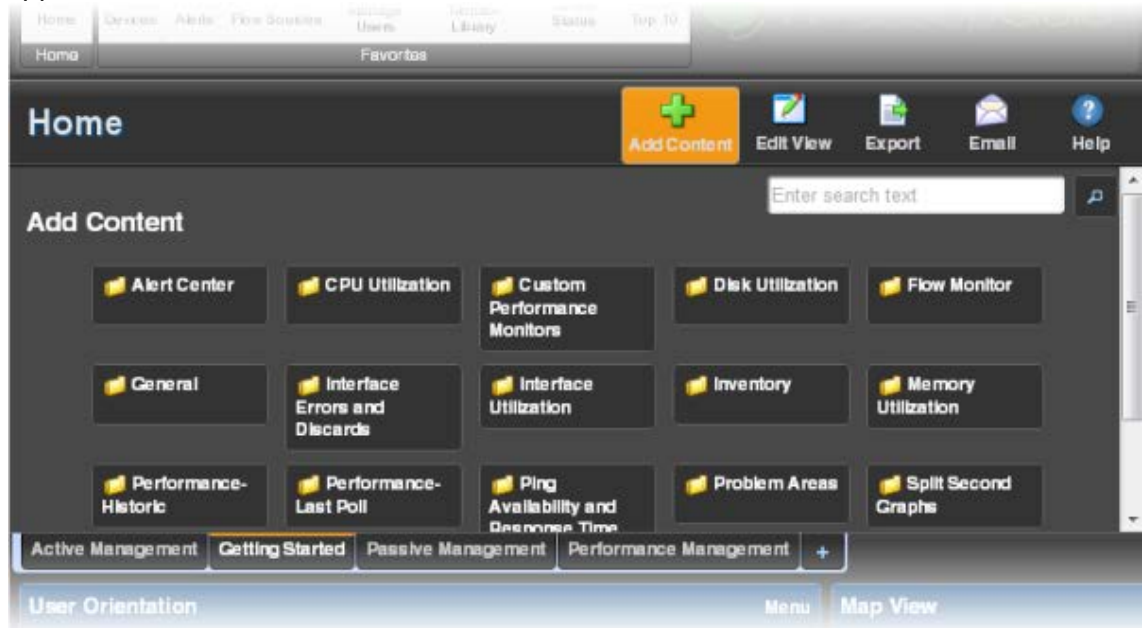 Home Devices Alerts Flow Sources Users Library Status Top 10
Home Favorites
Home
Add Content Edit View Export Email Help
Enter search text
Add Content
Alert Center
CPU Utilization
Custom
Performance
Monitors
Disk Utilization
Flow Monitor
General
Interface
Errors and
Discards
Interface
Utilization
Inventory
Memory
Utilization
Performance-
Historic
Performance-
Last Poll
Ping
Availability and
Response Time
Problem Areas
Split Second
Graphs
Active Management Getting Started Passive Management Performance Management +
User Orientation Menu Map View